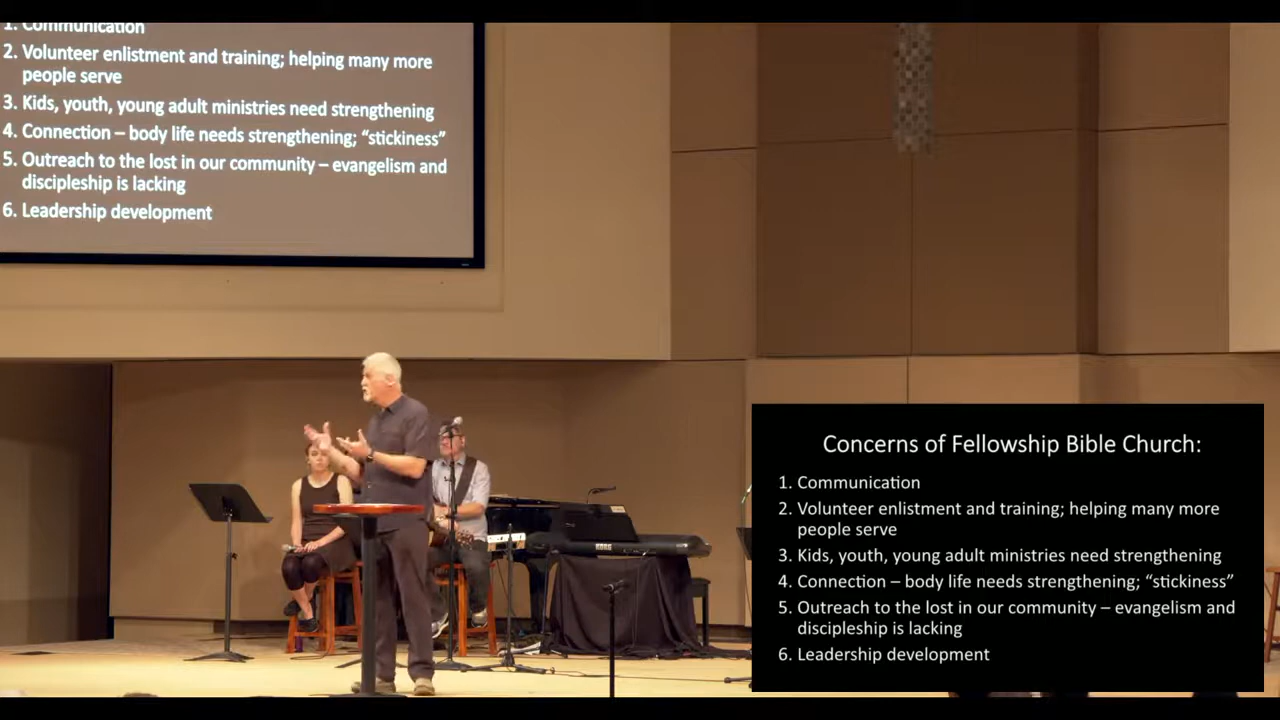 1. Communication
2. Volunteer enlistment and training; helping many more
people serve
3. Kids, youth, young adult ministries need strengthening
4. Connection – body life needs strengthening; “stickiness”
5. Outreach to the lost in our community – evangelism and
discipleship is lacking
6. Leadership development
KORG
Concerns of Fellowship Bible Church:
1. Communication
2. Volunteer enlistment and training; helping many more
people serve
3. Kids, youth, young adult ministries need strengthening
4. Connection – body life needs strengthening; “stickiness”
5. Outreach to the lost in our community – evangelism and
discipleship is lacking
6. Leadership development